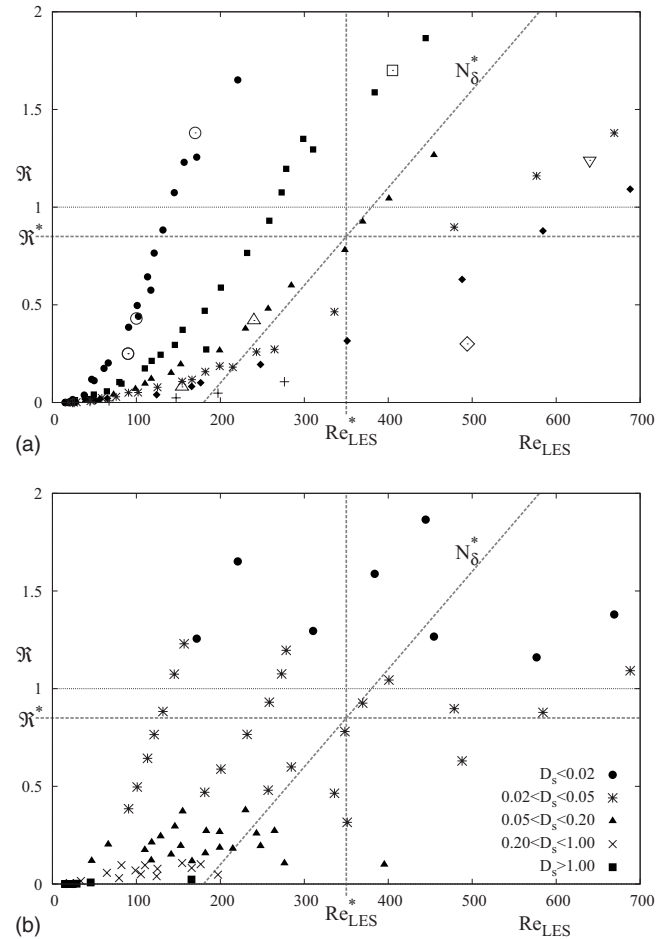 2
N*δ
1.5
ℜ
1
ℜ*
0.5
0
0 100 200 300 400 500 600 700
(a)
Re*LES
ReLES
2
N*δ
1.5
ℜ
1
ℜ*
0.5
Ds<0.02
0.02<Ds<0.05
0.05<Ds<0.20
0.20<Ds<1.00
Ds>1.00
0
0 100 200 300 400 500 600 700
(b)
Re*LES
ReLES